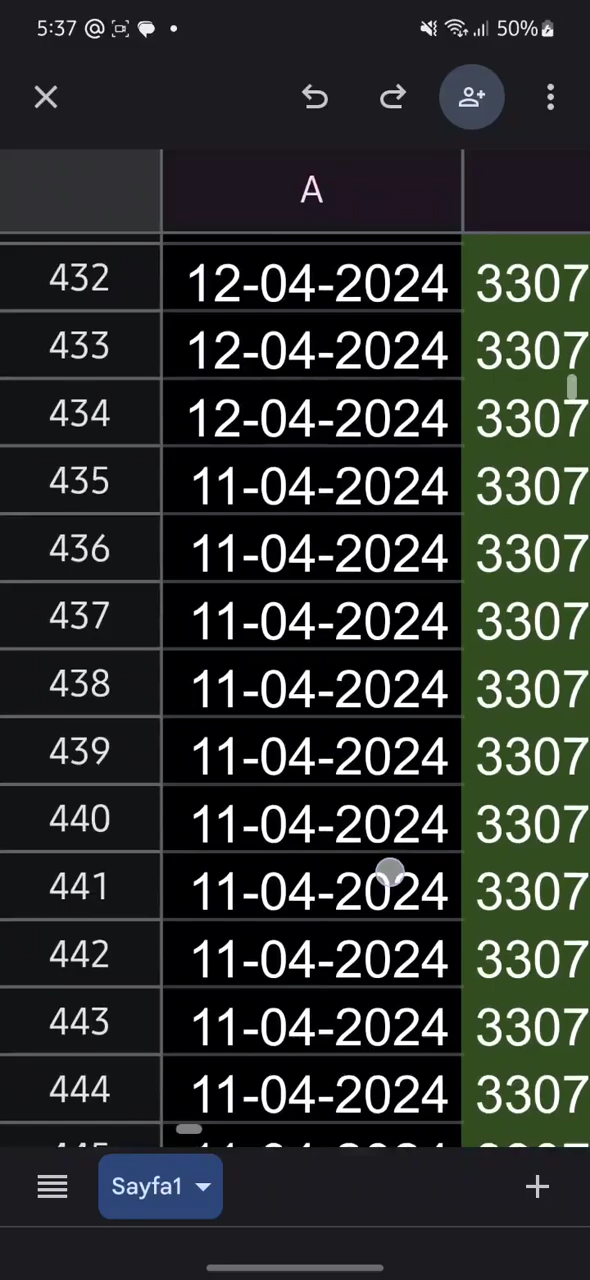 5:37 50%
A
432 12-04-2024 3307
433 12-04-2024 3307
434 12-04-2024 3307
435 11-04-2024 3307
436 11-04-2024 3307
437 11-04-2024 3307
438 11-04-2024 3307
439 11-04-2024 3307
440 11-04-2024 3307
441 11-04-2024 3307
442 11-04-2024 3307
443 11-04-2024 3307
444 11-04-2024 3307
Sayfa1